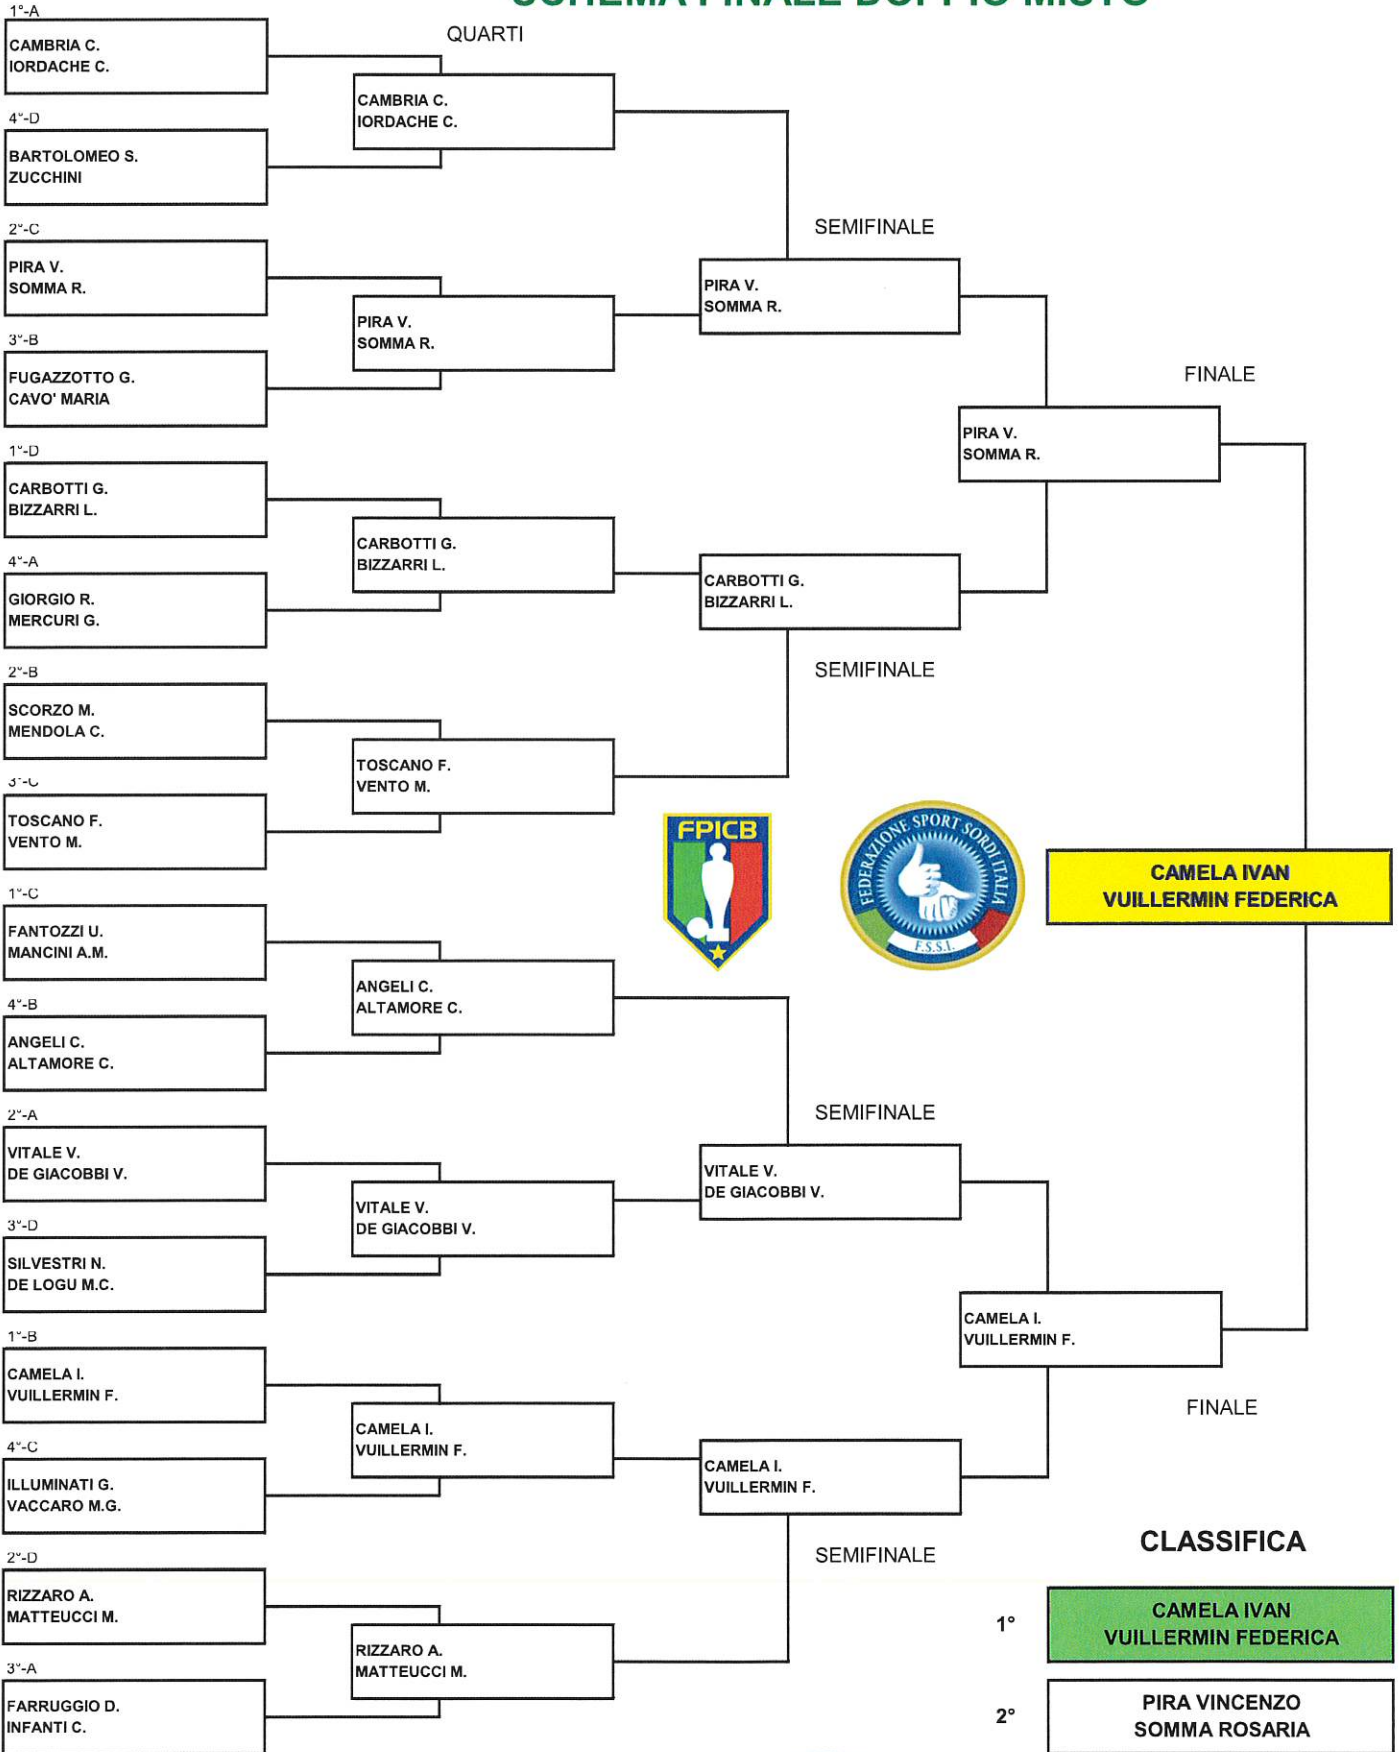 SCHEMA FINALE DOPPIO MISTO
1°-A
CAMBRIA C.
IORDACHE C.
4°-D
BARTOLOMEO S.
ZUCCHINI
2°-C
PIRA V.
SOMMA R.
3°-B
FUGAZZOTTO G.
CAVO' MARIA
1°-D
CARBOTTI G.
BIZZARRI L.
4°-A
GIORGIO R.
MERCURI G.
2°-B
SCORZO M.
MENDOLA C.
3°-C
TOSCANO F.
VENTO M.
1°-C
FANTOZZI U.
MANCINI A.M.
4°-B
ANGELI C.
ALTAMORE C.
2°-A
VITALE V.
DE GIACOBBI V.
3°-D
SILVESTRI N.
DE LOGU M.C.
1°-B
CAMELA I.
VUILLERMIN F.
4°-C
ILLUMINATI G.
VACCARO M.G.
2°-D
RIZZARO A.
MATTEUCCI M.
3°-A
FARRUGGIO D.
INFANTI C.
QUARTI
CAMBRIA C.
IORDACHE C.
PIRA V.
SOMMA R.
CARBOTTI G.
BIZZARRI L.
TOSCANO F.
VENTO M.
ANGELI C.
ALTAMORE C.
VITALE V.
DE GIACOBBI V.
CAMELA I.
VUILLERMIN F.
RIZZARO A.
MATTEUCCI M.
SEMIFINALE
PIRA V.
SOMMA R.
CARBOTTI G.
BIZZARRI L.
SEMIFINALE
FPICB
FEDERAZIONE SPORT SORDI ITALIA
F.S.S.I.
SEMIFINALE
VITALE V.
DE GIACOBBI V.
CAMELA I.
VUILLERMIN F.
SEMIFINALE
FINALE
PIRA V.
SOMMA R.
CAMELA IVAN
VUILLERMIN FEDERICA
CAMELA I.
VUILLERMIN F.
FINALE
CLASSIFICA
1°
CAMELA IVAN
VUILLERMIN FEDERICA
2°
PIRA VINCENZO
SOMMA ROSARIA